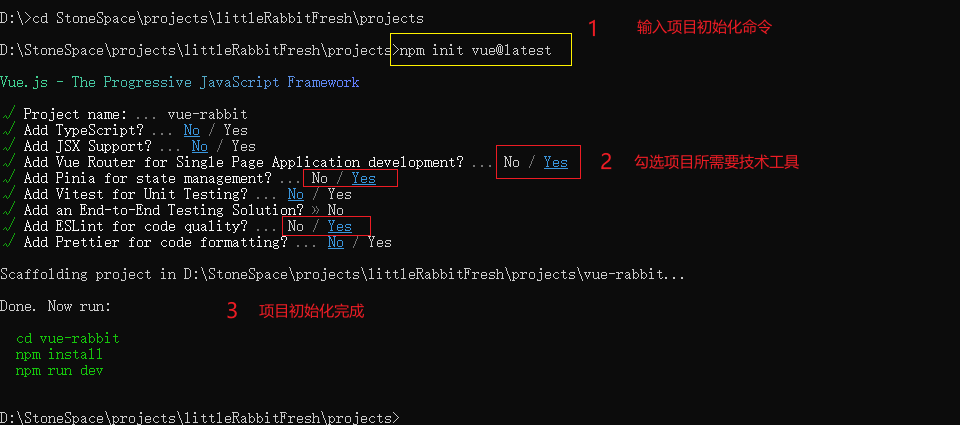 D:\>cd StoneSpace\projects\littleRabbitFresh\projects
1 输入项目初始化命令
D:\StoneSpace\projects\littleRabbitFresh\projects>npm init vue@latest
Vue.js - The Progressive JavaScript Framework
√ Project name: ... vue-rabbit
√ Add TypeScript? ... No / Yes
√ Add JSX Support? ... No / Yes
√ Add Vue Router for Single Page Application development? ... No / Yes
2 勾选项目所需要技术工具
√ Add Pinia for state management? ... No / Yes
√ Add Vitest for Unit Testing? ... No / Yes
√ Add an End-to-End Testing Solution? » No
√ Add ESLint for code quality? ... No / Yes
√ Add Prettier for code formatting? ... No / Yes
Scaffolding project in D:\StoneSpace\projects\littleRabbitFresh\projects\vue-rabbit...
Done. Now run:
3 项目初始化完成
cd vue-rabbit
npm install
npm run dev
D:\StoneSpace\projects\littleRabbitFresh\projects>